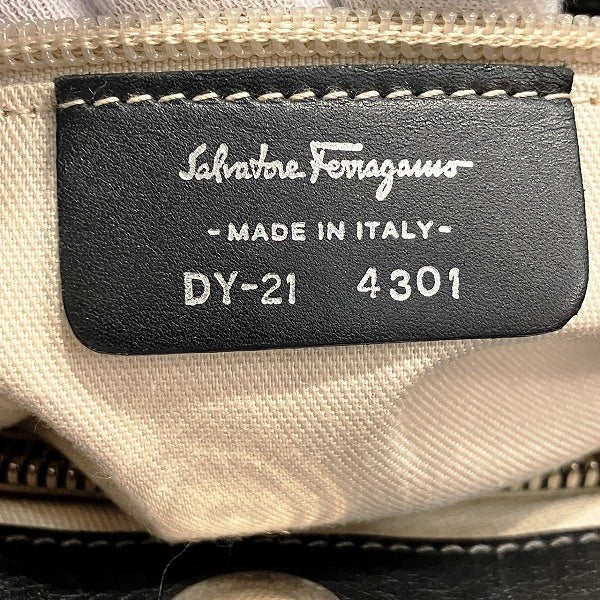 Salvatore Ferragamo
-MADE IN ITALY-
DY-21 4301